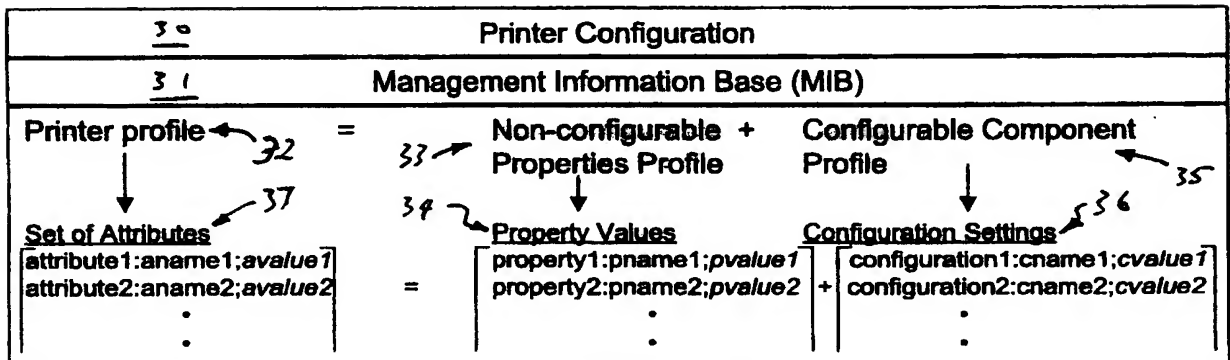 30 Printer Configuration
31 Management Information Base (MIB)
Printer profile = Non-configurable + Configurable Component
32 33 Properties Profile Profile 35
37 34 36
Set of Attributes Property Values Configuration Settings
attribute1:aname1;avalue1 property1:pname1;pvalue1 configuration1:cname1;cvalue1
attribute2:aname2;avalue2 = property2:pname2;pvalue2 + configuration2:cname2;cvalue2